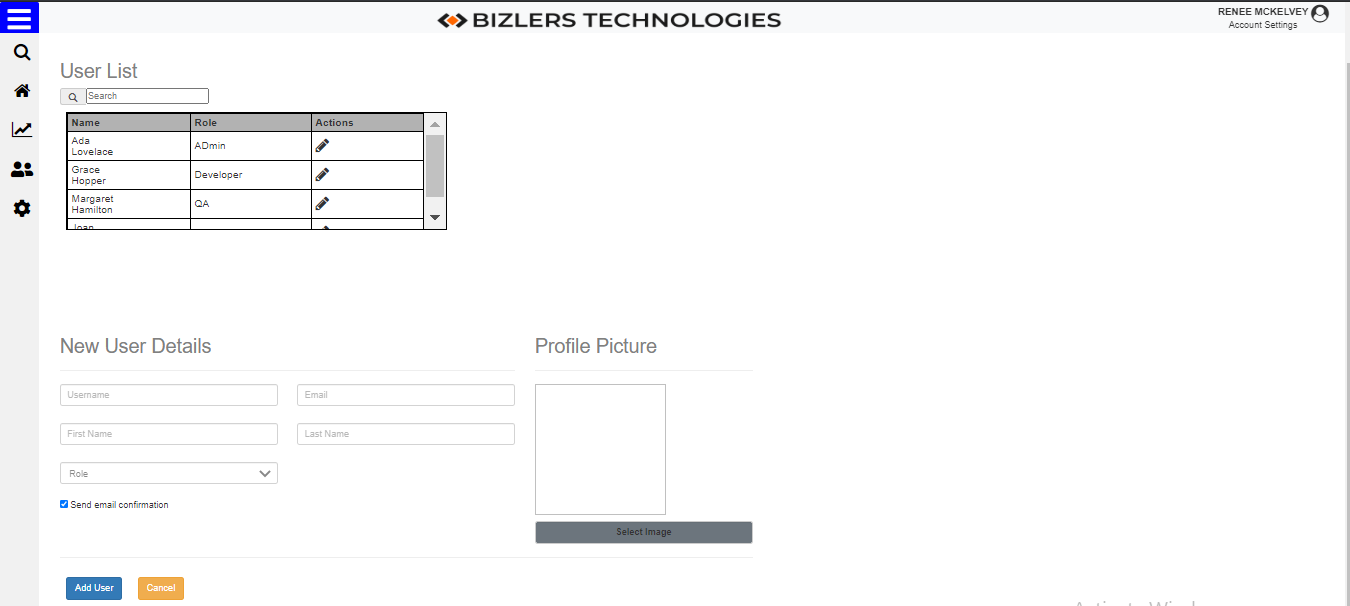 BIZLERS TECHNOLOGIES
RENEE MCKELVEY
Account Settings
User List
Search
Name Role Actions
Ada
Lovelace
ADmin
Grace
Hopper
Developer
Margaret
Hamilton
QA
Joan
New User Details
Profile Picture
Username
Email
First Name
Last Name
Role
Send email confirmation
Select Image
Add User
Cancel